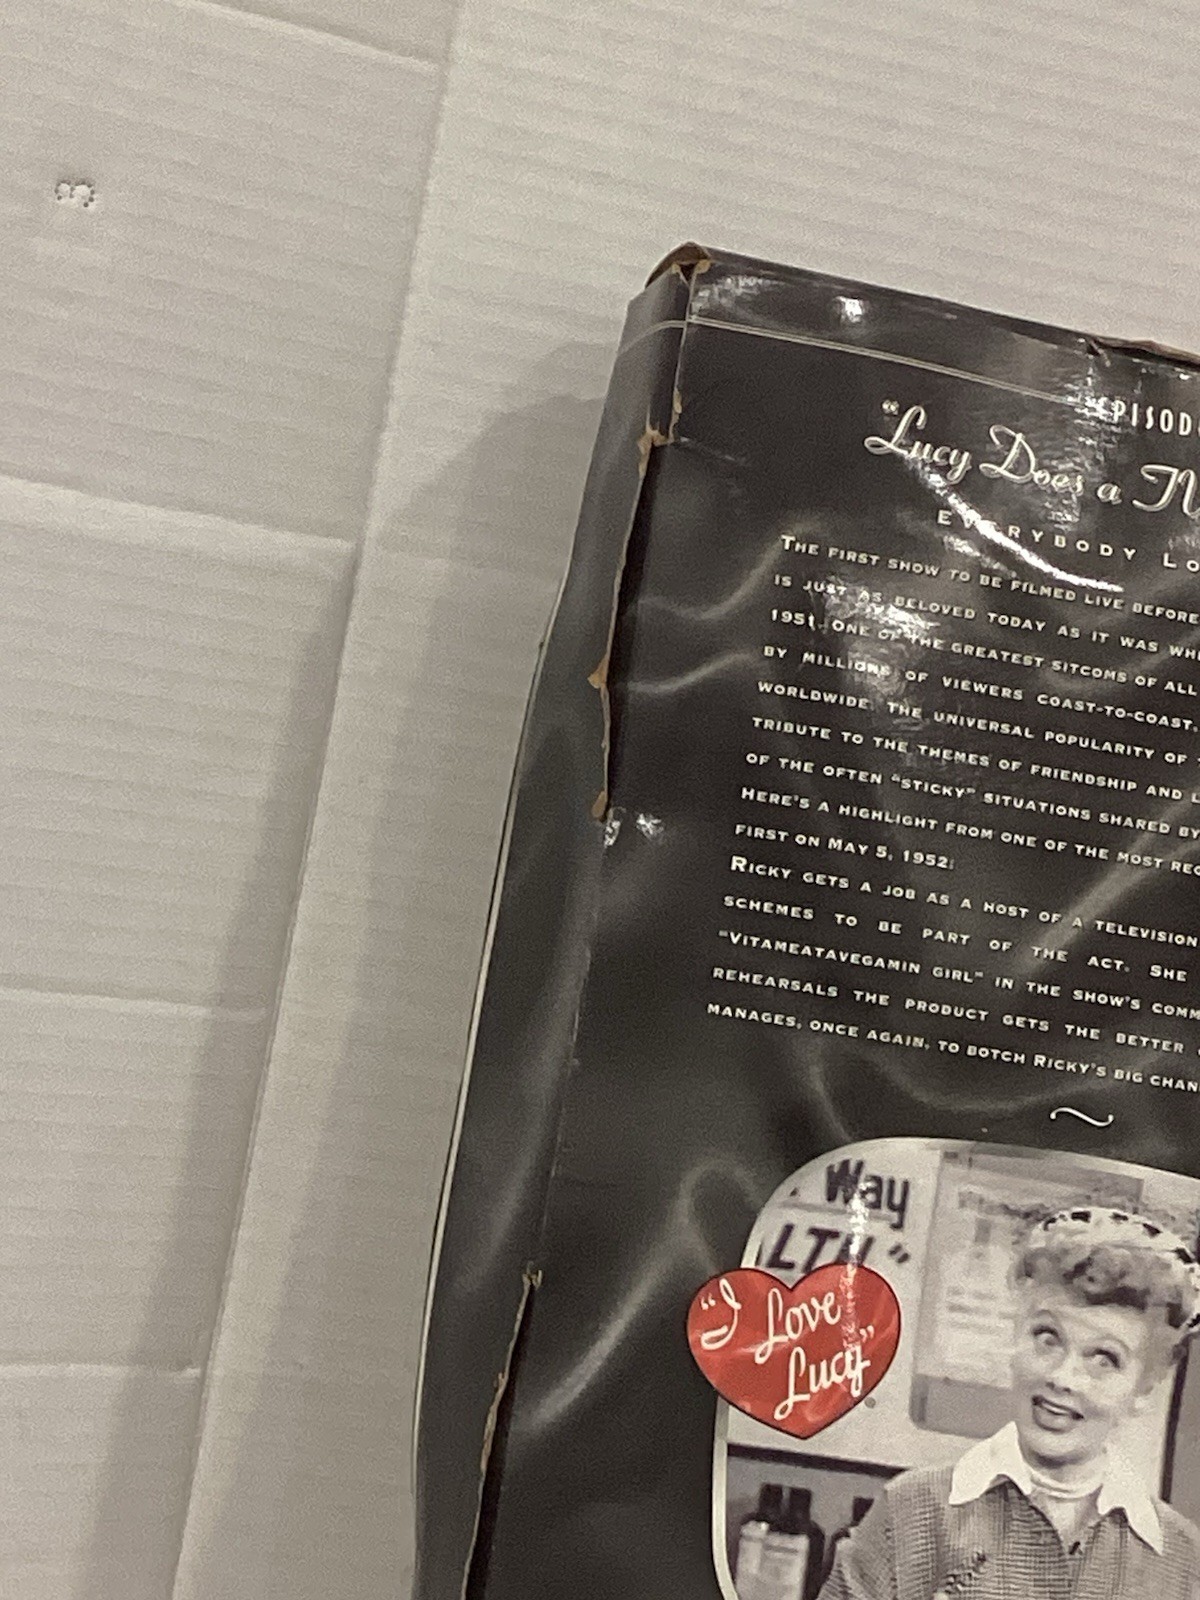 "Lucy Does a
EVERYBODY LO
THE FIRST SHOW TO BE FILMED LIVE BEFORE
IS JUST AS BELOVED TODAY AS IT WAS WHE
1951. ONE OF THE GREATEST SITCOMS OF ALL
BY MILLIONS OF VIEWERS COAST-TO-COAST,
WORLDWIDE. THE UNIVERSAL POPULARITY OF
TRIBUTE TO THE THEMES OF FRIENDSHIP AND L
OF THE OFTEN "STICKY" SITUATIONS SHARED BY
HERE'S A HIGHLIGHT FROM ONE OF THE MOST REC
FIRST ON MAY 5, 1952:
RICKY GETS A JOB AS A HOST OF A TELEVISION
SCHEMES TO BE PART OF THE ACT. SHE
"VITAMEATAVEGAMIN GIRL" IN THE SHOW'S COMM
REHEARSALS THE PRODUCT GETS THE BETTER
MANAGES, ONCE AGAIN, TO BOTCH RICKY'S BIG CHAN
Way
LTH"
"I Love
Lucy"